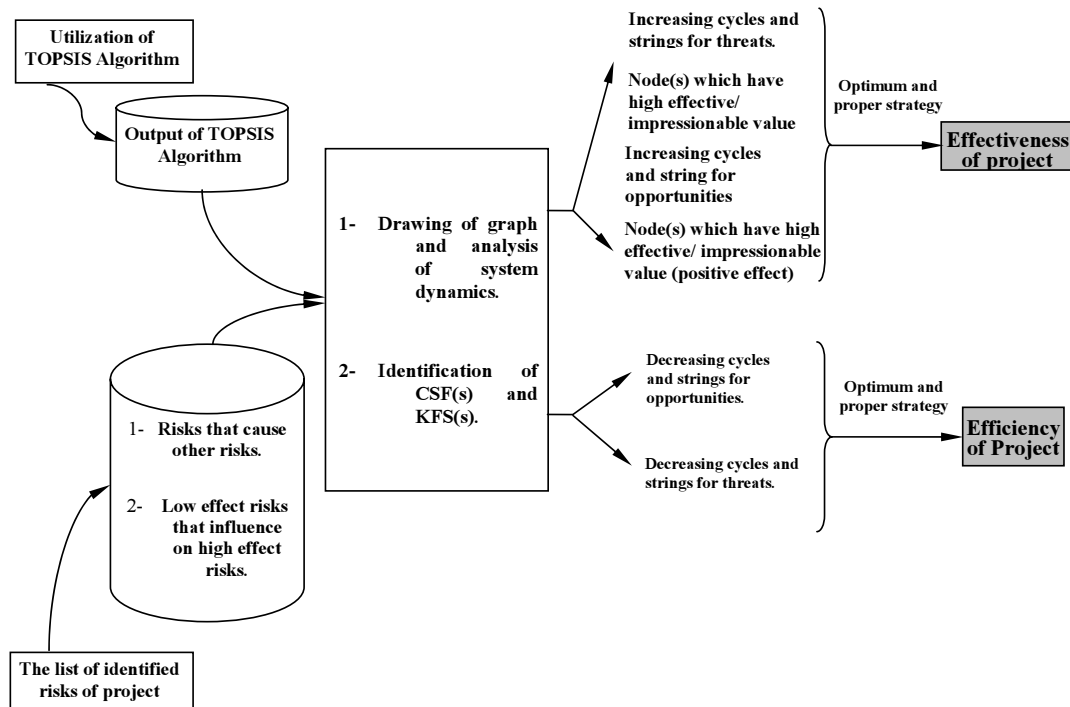 Utilization of
TOPSIS Algorithm
Output of TOPSIS
Algorithm
1- Risks that cause
other risks.
2- Low effect risks
that influence
on high effect
risks.
The list of identified
risks of project
1- Drawing of graph
and analysis
of system
dynamics.
2- Identification of
CSF(s) and
KFS(s).
Increasing cycles and
strings for threats.
Node(s) which have
high effective/
impressionable value
Increasing cycles
and string for
opportunities
Node(s) which have high
effective/ impressionable
value (positive effect)
Optimum and
proper strategy
Effectiveness
of project
Decreasing cycles
and strings for
opportunities.
Decreasing cycles and
strings for threats.
Optimum and
proper strategy
Efficiency
of Project